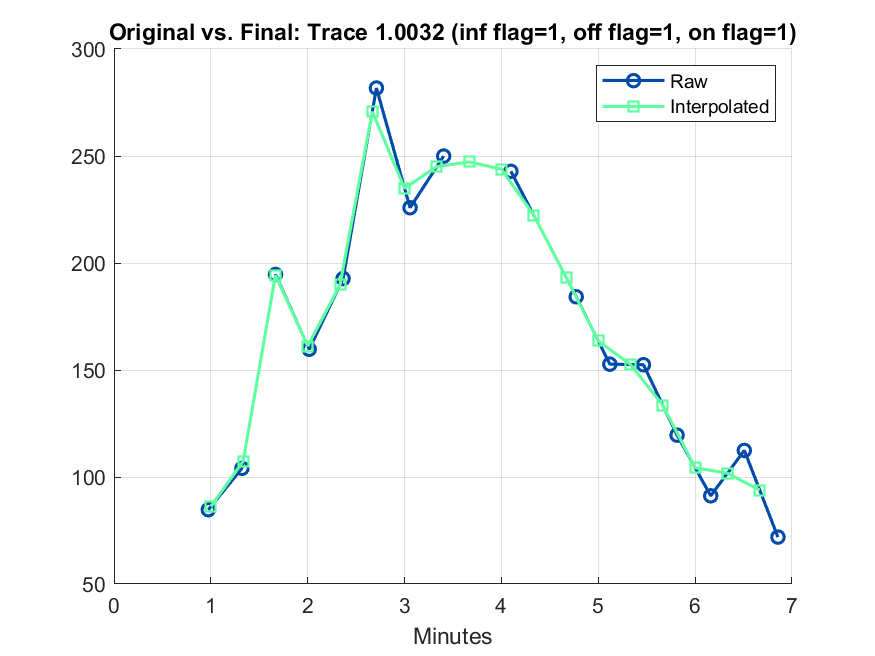 Original vs. Final: Trace 1.0032 (inf flag=1, off flag=1, on flag=1)
300
250
200
150
100
50
Raw
Interpolated
0 1 2 3 4 5 6 7
Minutes